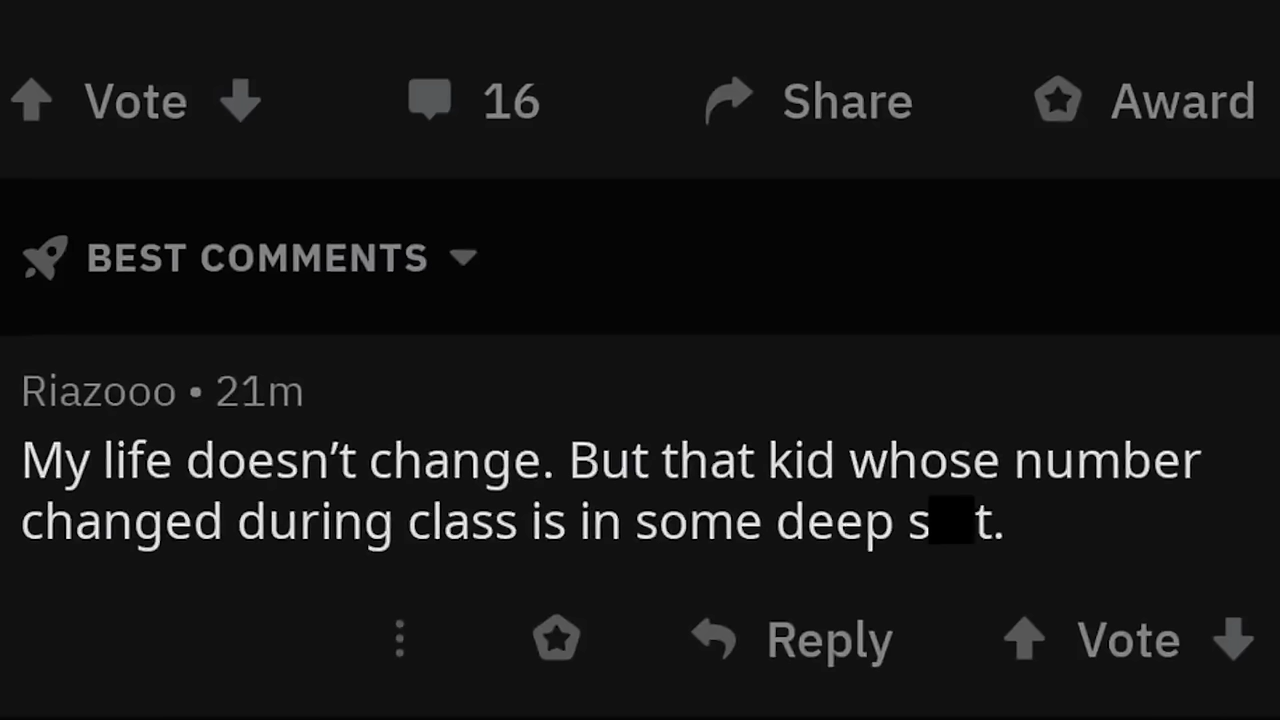 Vote 16 Share Award
BEST COMMENTS
Riazooo • 21m
My life doesn’t change. But that kid whose number
changed during class is in some deep s t.
Reply Vote